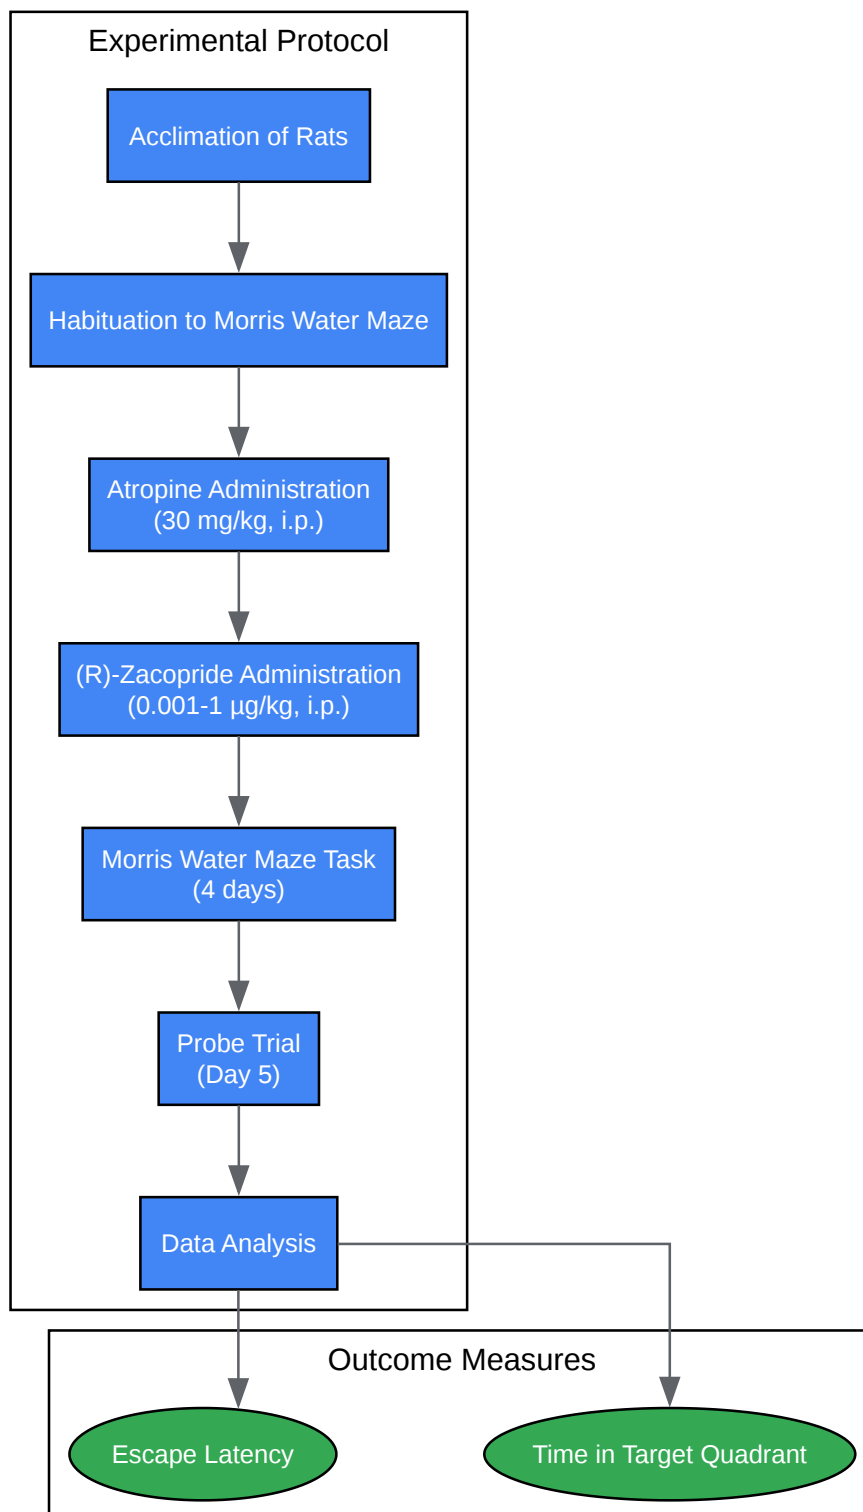 Experimental Protocol
Acclimation of Rats
Habituation to Morris Water Maze
Atropine Administration
(30 mg/kg, i.p.)
(R)-Zacopride Administration
(0.001-1 µg/kg, i.p.)
Morris Water Maze Task
(4 days)
Probe Trial
(Day 5)
Data Analysis
Outcome Measures
Escape Latency
Time in Target Quadrant